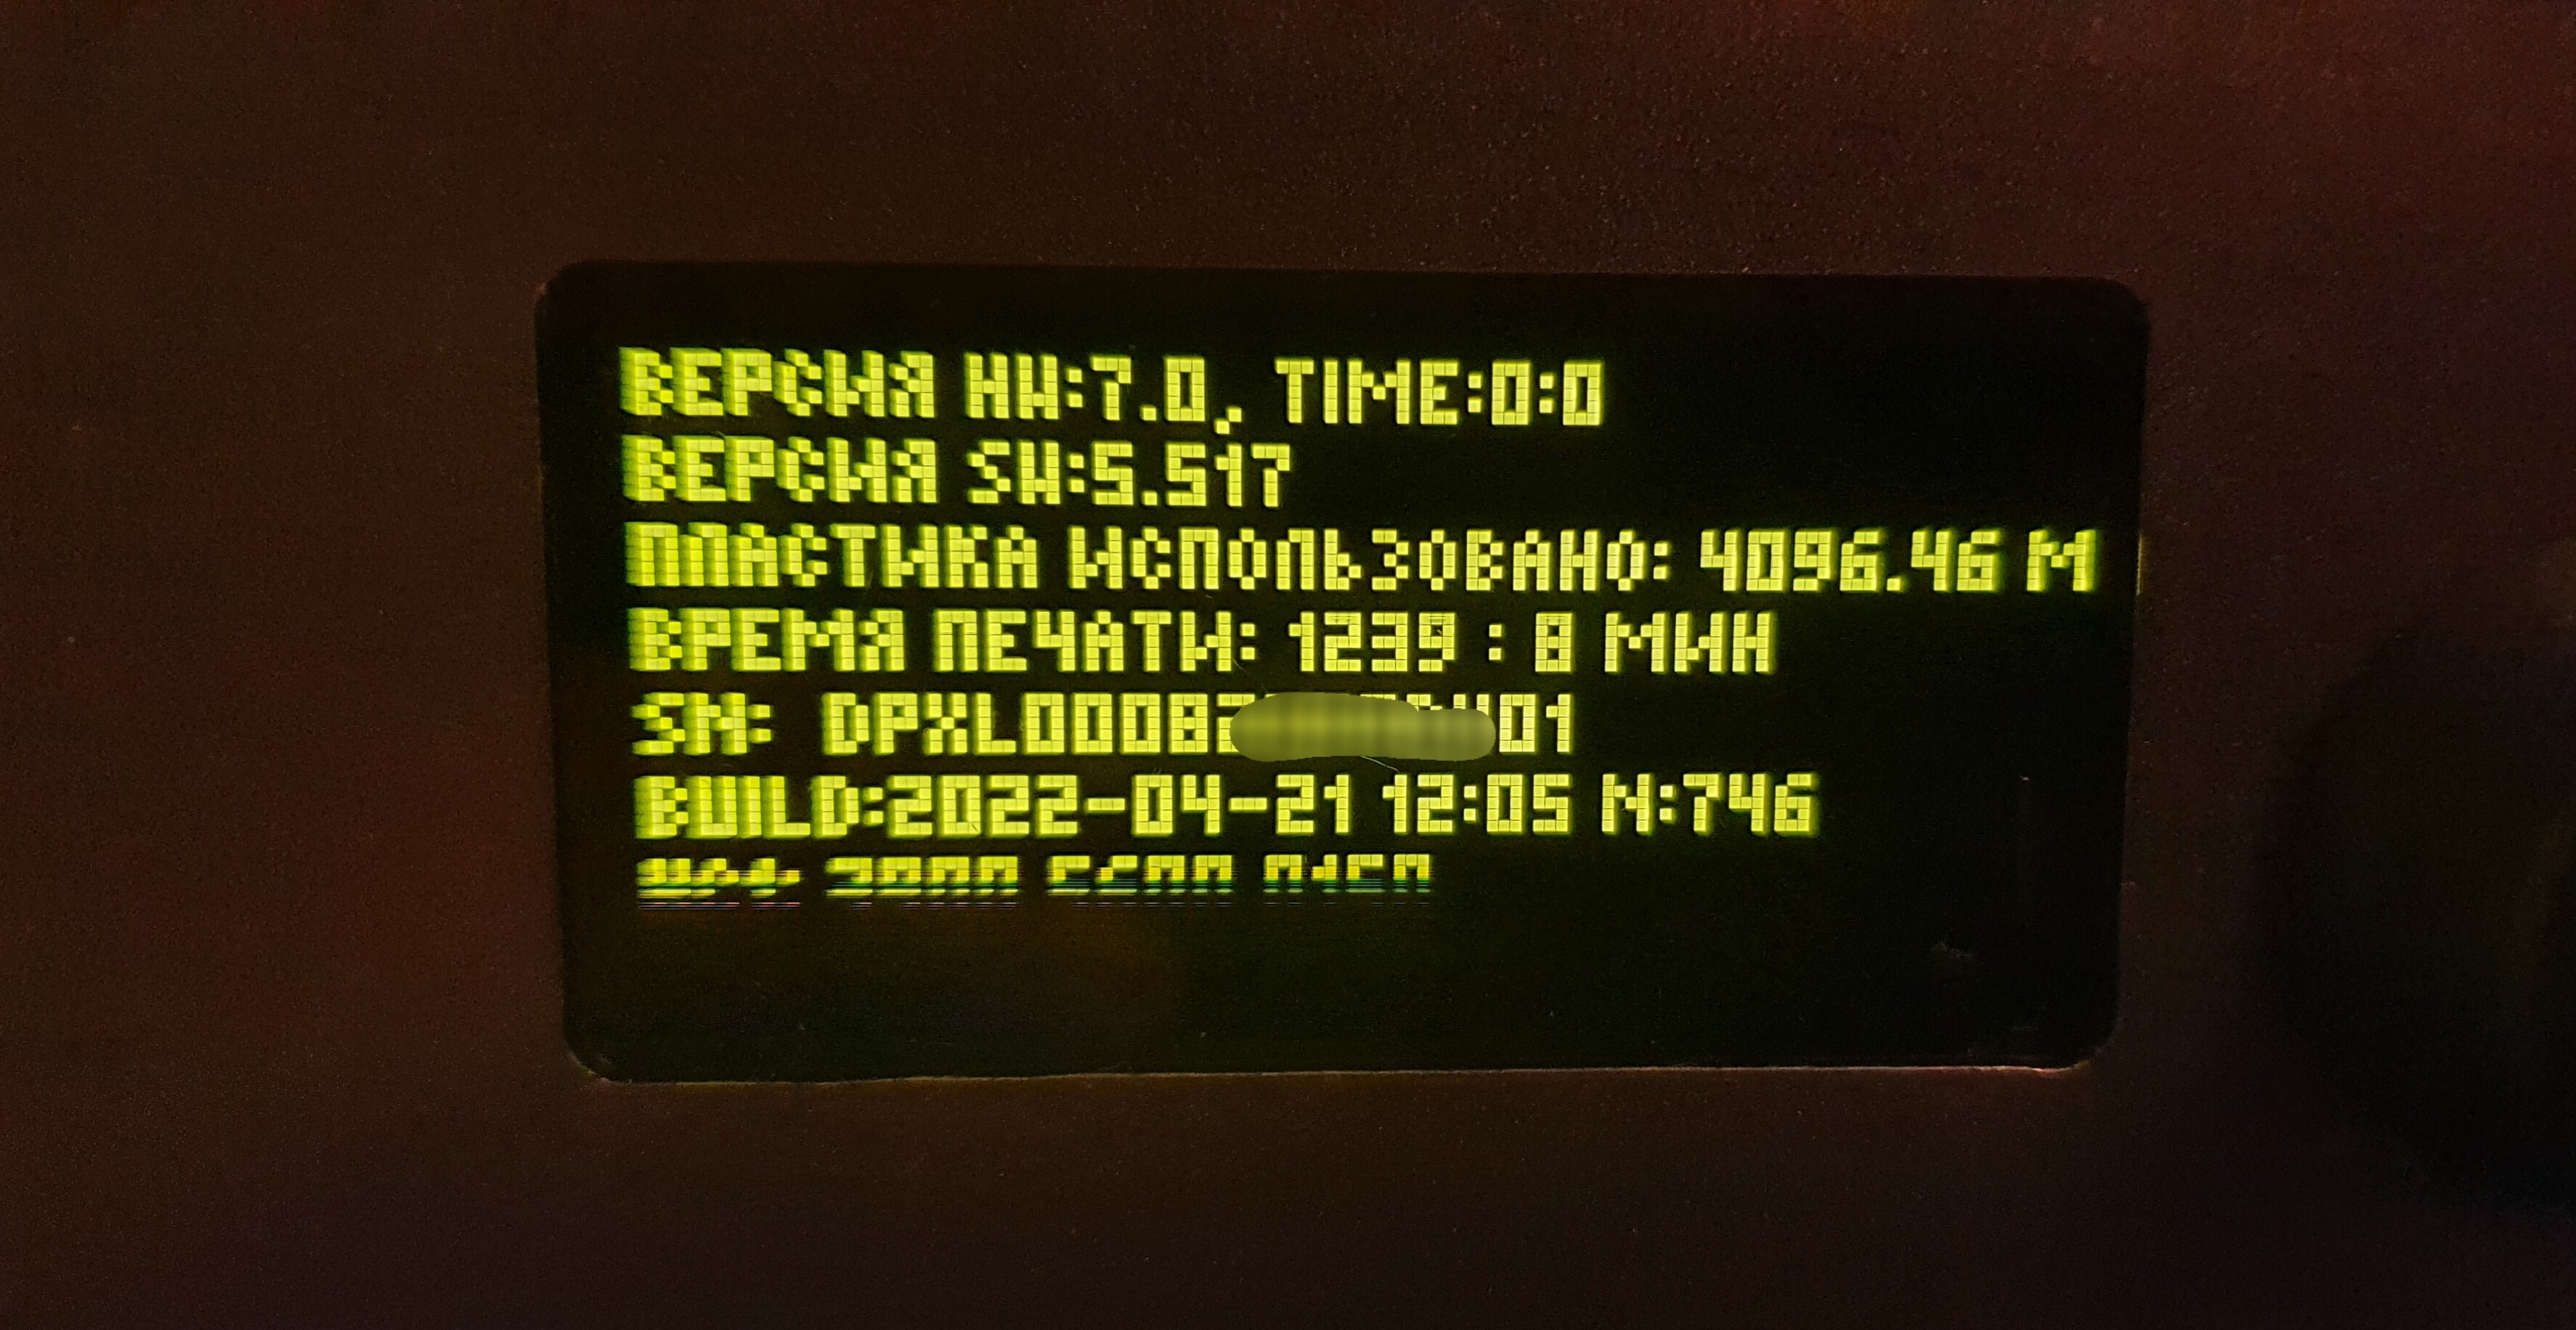 ВЕРСИЯ HW:7.0, TIME:0:0
ВЕРСИЯ SW:5.517
ПЛАСТИКА ИСПОЛЬЗОВАНО: 4096.46 М
ВРЕМЯ ПЕЧАТИ: 1239 : 8 МИН
SN:
BUILD:2022-04-21 12:05 N:746